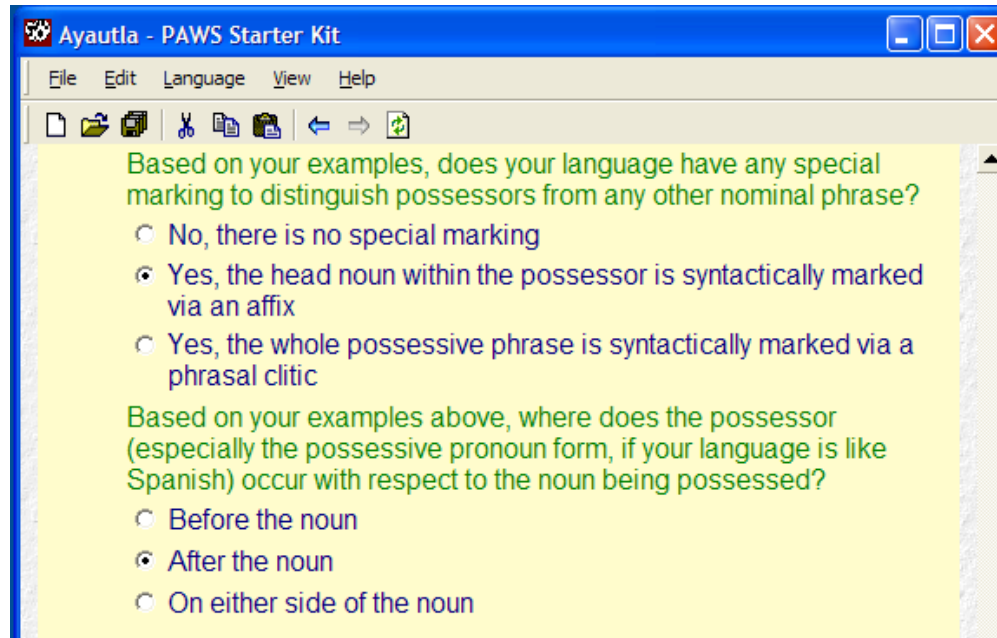 Ayautla - PAWS Starter Kit
File Edit Language View Help
Based on your examples, does your language have any special
marking to distinguish possessors from any other nominal phrase?
No, there is no special marking
Yes, the head noun within the possessor is syntactically marked
via an affix
Yes, the whole possessive phrase is syntactically marked via a
phrasal clitic
Based on your examples above, where does the possessor
(especially the possessive pronoun form, if your language is like
Spanish) occur with respect to the noun being possessed?
Before the noun
After the noun
On either side of the noun